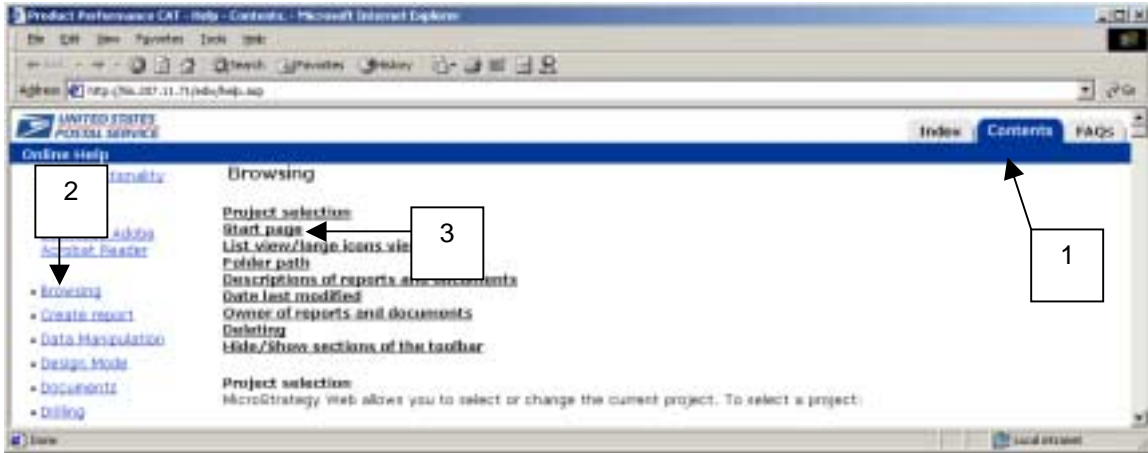 Product Performance CAT - Help - Contents. - Microsoft Internet Explorer
File Edit View Favorites Tools Help
Search Favorites History
Address
Go
UNITED STATES
POSTAL SERVICE
Index Contents FAQs
Online Help
2
Browsing
Project selection
Start page
3
Adobe
Acrobat Reader
List view/large icons
Folder path
Descriptions of reports and documents
1
Browsing
Date last modified
Create report
Owner of reports and documents
Deleting
Data Manipulation
Hide/Show sections of the toolbar
Design Mode
Documents
Project selection
MicroStrategy Web allows you to select or change the current project. To select a project:
Drilling
Done
Local intranet